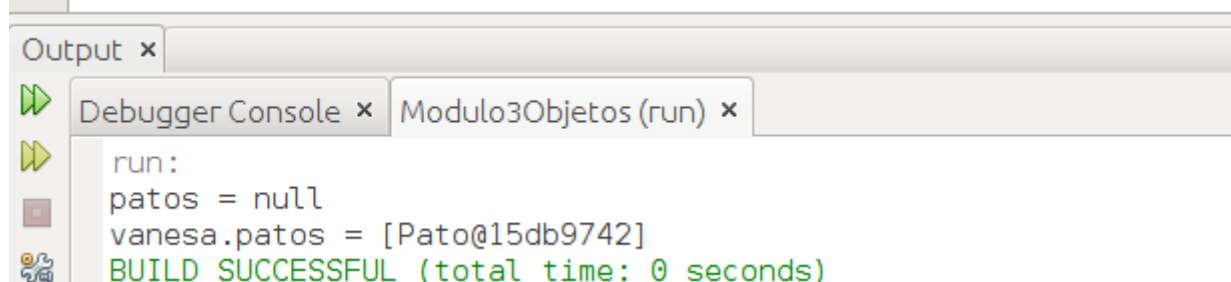 Output ×
Debugger Console × Modulo3Objetos (run) ×
run:
patos = null
vanesa.patos = [Pato@15db9742]
BUILD SUCCESSFUL (total time: 0 seconds)